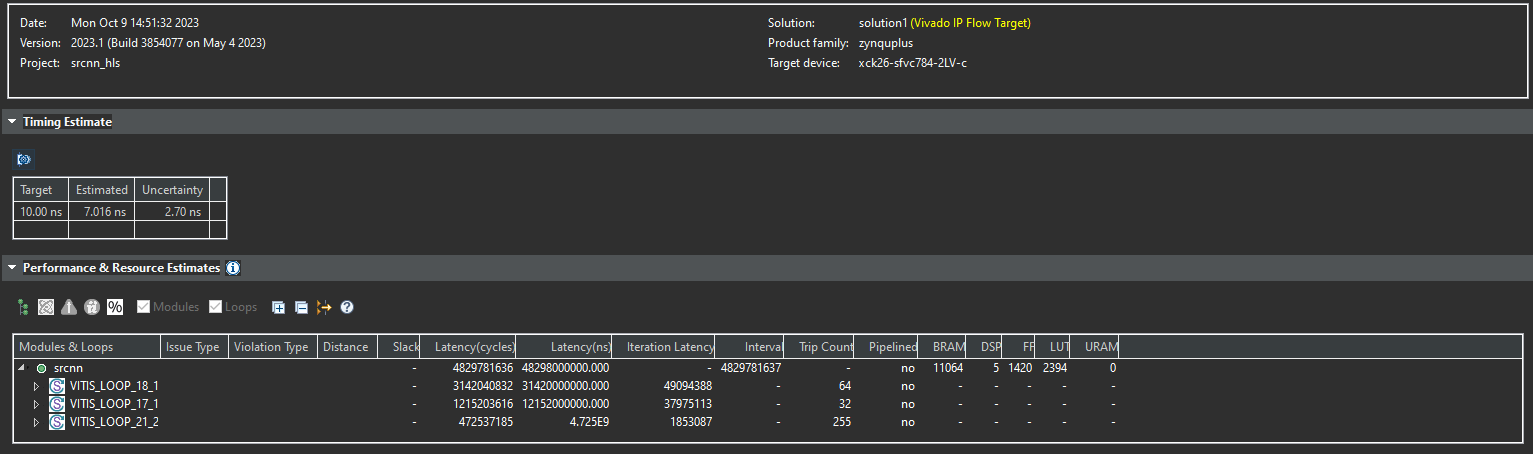 Date: Mon Oct 9 14:51:32 2023 Solution: solution1 (Vivado IP Flow Target)
Version: 2023.1 (Build 3854077 on May 4 2023) Product family: zynquplus
Project: srcnn_hls Target device: xck26-sfvc784-2LV-c
Timing Estimate
Target Estimated Uncertainty
10.00 ns 7.016 ns 2.70 ns
Performance & Resource Estimates
% Modules Loops
Modules & Loops Issue Type Violation Type Distance Slack Latency(cycles) Latency(ns) Iteration Latency Interval Trip Count Pipelined BRAM DSP FF LUT URAM
srcnn - 4829781636 48298000000.000 - 4829781637 - no 11064 5 1420 2394 0
VITIS_LOOP_18_1 - 3142040832 31420000000.000 49094388 - 64 no - - - - -
VITIS_LOOP_17_1 - 1215203616 12152000000.000 37975113 - 32 no - - - - -
VITIS_LOOP_21_2 - 472537185 4.725E9 1853087 - 255 no - - - - -